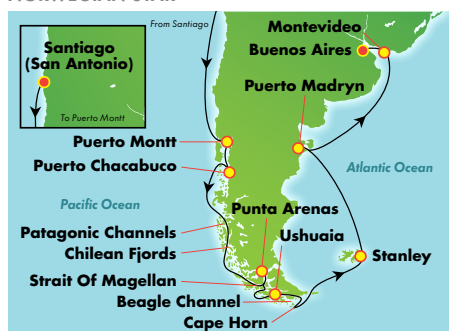 From Santiago
Santiago
(San Antonio)
To Puerto Montt
Montevideo
Buenos Aires
Puerto Madryn
Puerto Montt
Puerto Chacabuco
Atlantic Ocean
Pacific Ocean
Punta Arenas
Patagonic Channels
Ushuaia
Chilean Fjords
Stanley
Strait Of Magellan
Beagle Channel
Cape Horn